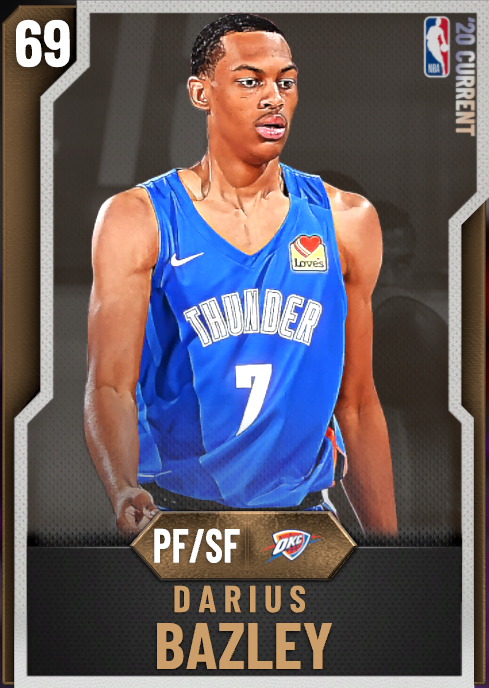 69
NBA
'20 CURRENT
Love's
THUNDER
7
PF/SF
OKC
DARIUS
BAZLEY